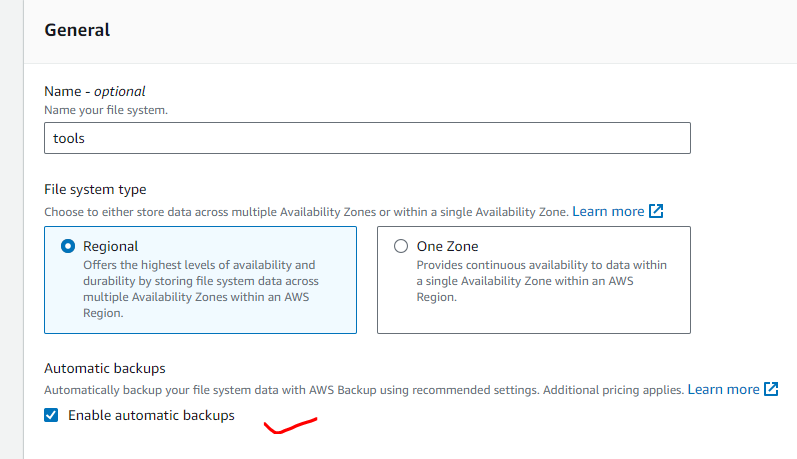 General
Name - optional
Name your file system.
tools
File system type
Choose to either store data across multiple Availability Zones or within a single Availability Zone. Learn more
Regional
Offers the highest levels of availability and
durability by storing file system data across
multiple Availability Zones within an AWS
Region.
One Zone
Provides continuous availability to data within
a single Availability Zone within an AWS
Region.
Automatic backups
Automatically backup your file system data with AWS Backup using recommended settings. Additional pricing applies. Learn more
Enable automatic backups